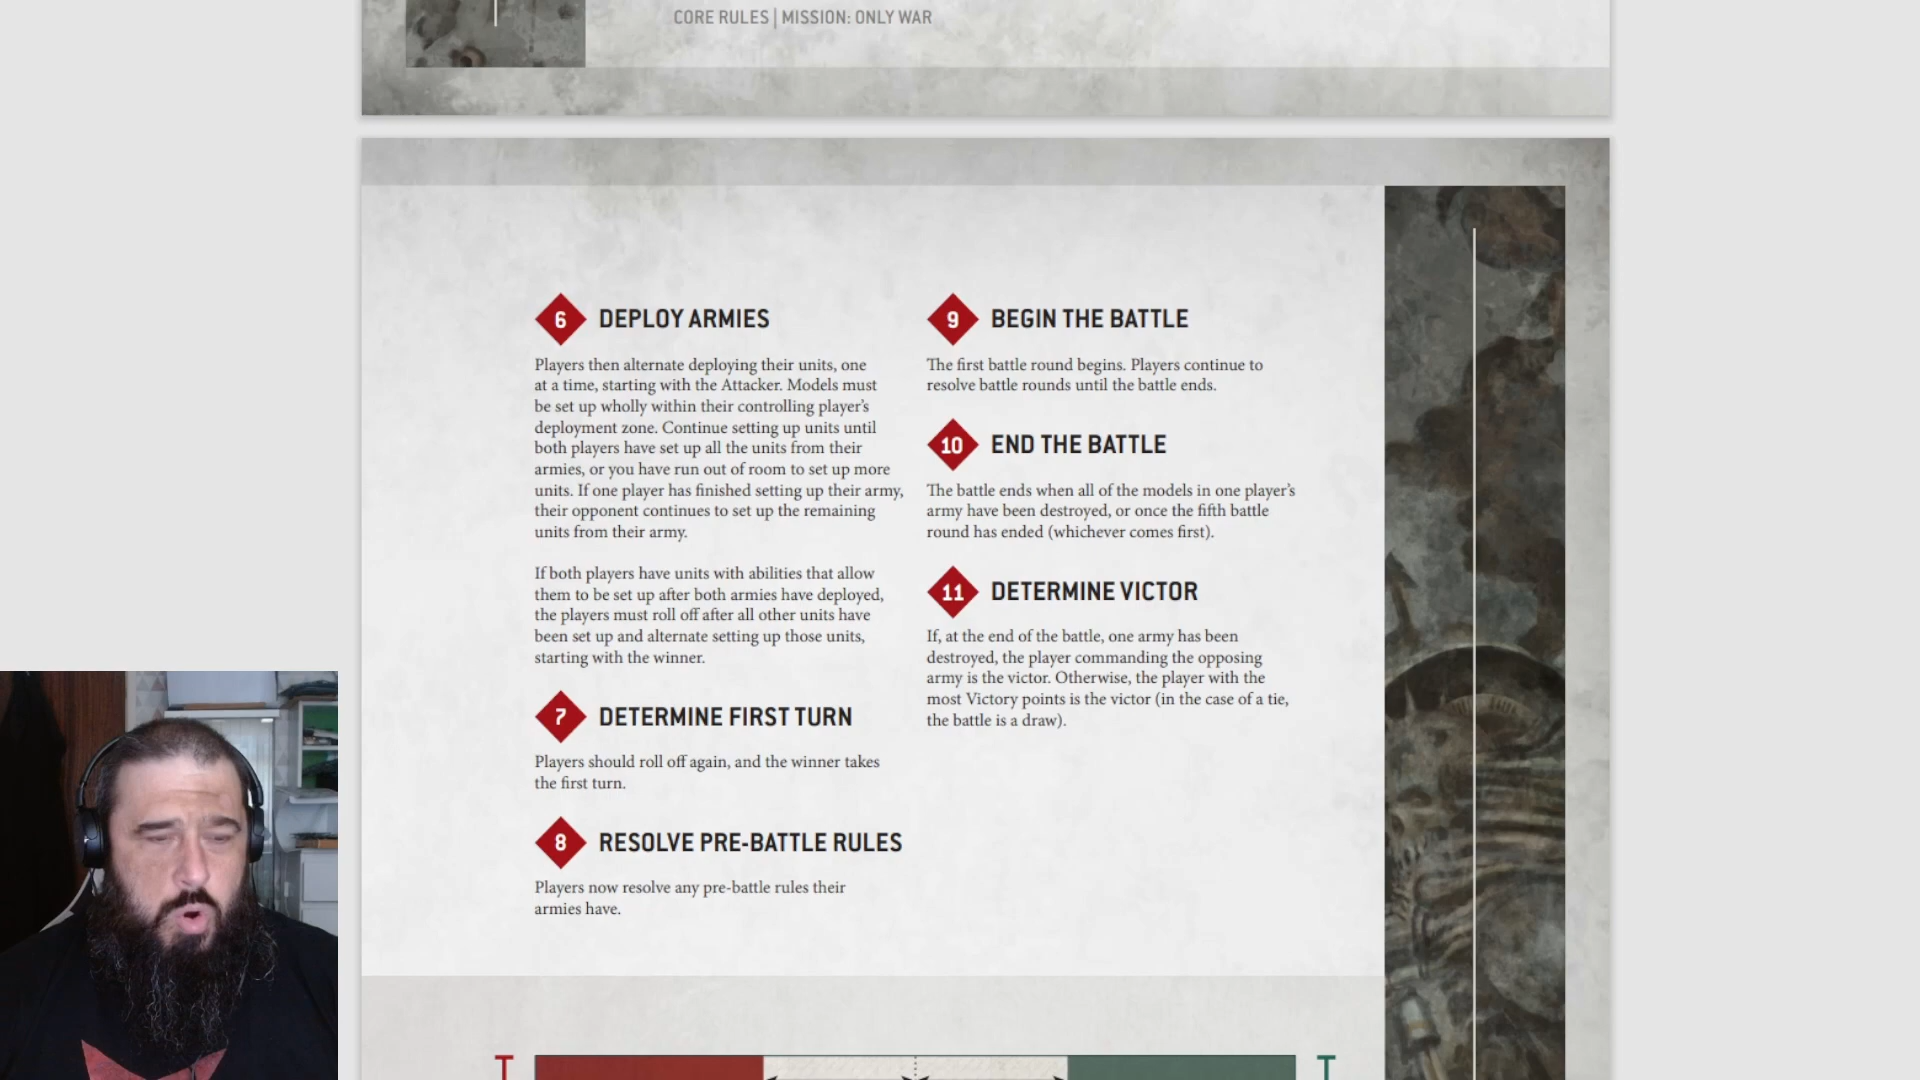 CORE RULES | MISSION: ONLY WAR
6 DEPLOY ARMIES
Players then alternate deploying their units, one
at a time, starting with the Attacker. Models must
be set up wholly within their controlling player’s
deployment zone. Continue setting up units until
both players have set up all the units from their
armies, or you have run out of room to set up more
units. If one player has finished setting up their army,
their opponent continues to set up the remaining
units from their army.
If both players have units with abilities that allow
them to be set up after both armies have deployed,
the players must roll off after all other units have
been set up and alternate setting up those units,
starting with the winner.
7 DETERMINE FIRST TURN
Players should roll off again, and the winner takes
the first turn.
8 RESOLVE PRE-BATTLE RULES
Players now resolve any pre-battle rules their
armies have.
9 BEGIN THE BATTLE
The first battle round begins. Players continue to
resolve battle rounds until the battle ends.
10 END THE BATTLE
The battle ends when all of the models in one player’s
army have been destroyed, or once the fifth battle
round has ended (whichever comes first).
11 DETERMINE VICTOR
If, at the end of the battle, one army has been
destroyed, the player commanding the opposing
army is the victor. Otherwise, the player with the
most Victory points is the victor (in the case of a tie,
the battle is a draw).